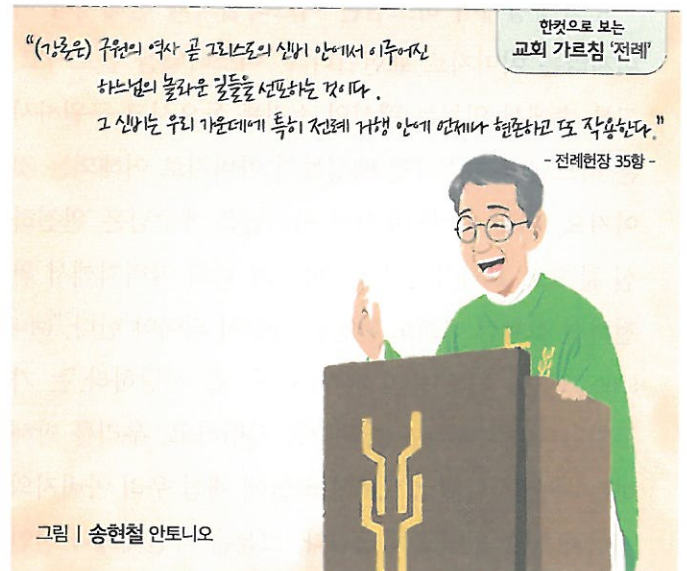 한컷으로 보는
교회 가르침 '전례'
“(강론은) 구원의 역사 곧 그리스도의 신비 안에서 이루어진
하느님의 놀라운 일들을 선포하는 것이다.
그 신비는 우리 가운데에 특히 전례 거행 안에 언제나 현존하고 또 작용한다.”
- 전례헌장 35항 -
그림 | 송현철 안토니오